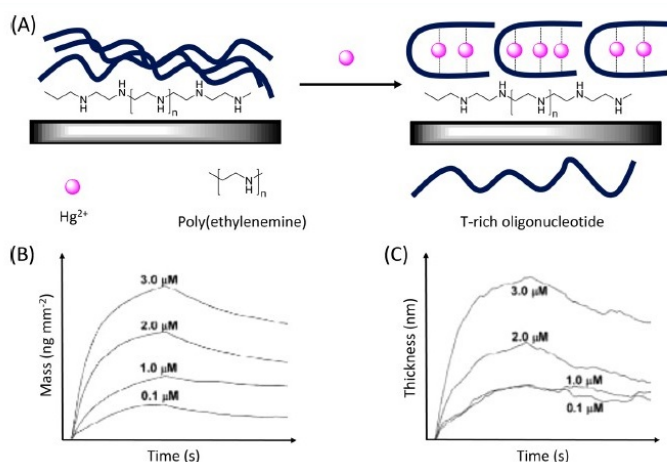 (A)
N
H
H
N
N
H
H
N
N
H
n
H
N
N
H
N
H
H
N
N
H
H
N
N
H
n
H
N
N
H
Hg2+
H
N
n
Poly(ethylenemine)
T-rich oligonucleotide
(B)
Mass (ng mm-2)
3.0 μM
2.0 μM
1.0 μM
0.1 μM
Time (s)
(C)
Thickness (nm)
3.0 μM
2.0 μM
1.0 μM
0.1 μM
Time (s)